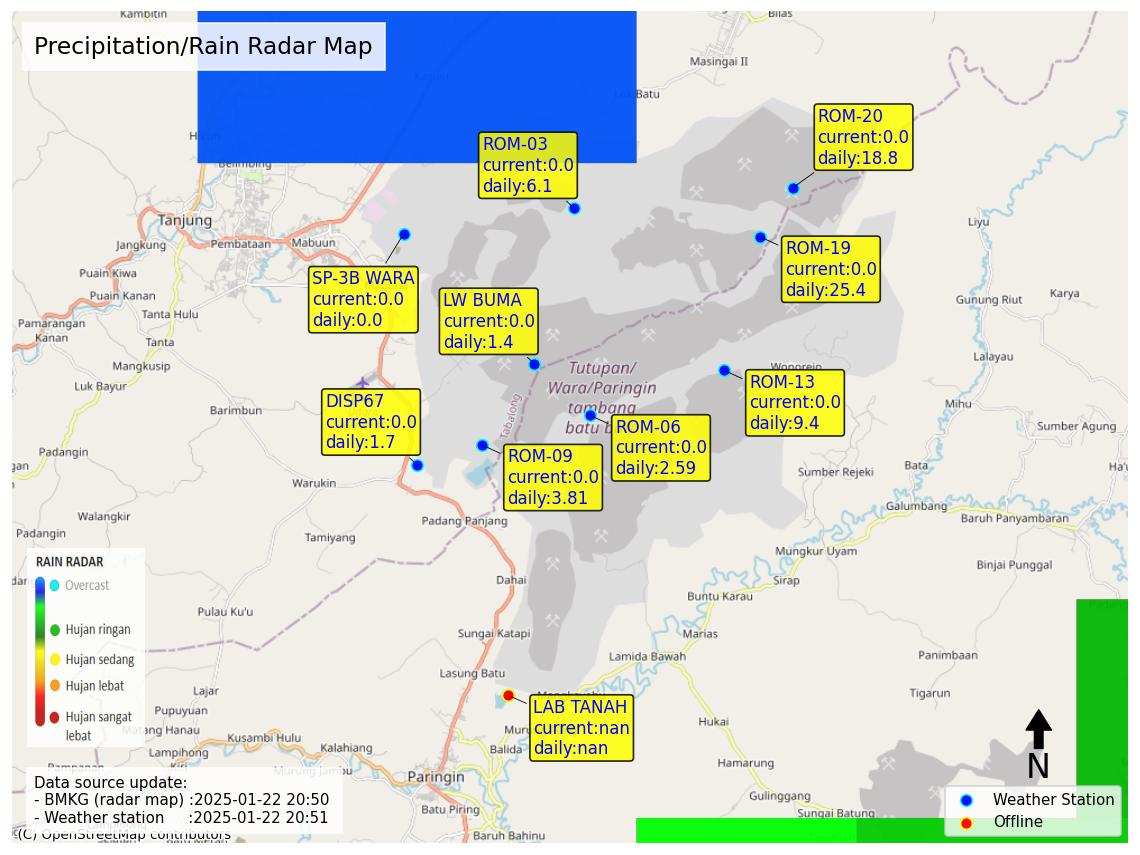 Kambitin
Bilas
Precipitation/Rain Radar Map
Masingai II
Belimbing
ROM-03
current:0.0
daily:6.1
ROM-20
current:0.0
daily:18.8
Tanjung
Jangkung
Pembataan
Mabuun
Liyu
ROM-19
current:0.0
daily:25.4
Puain Kiwa
Puain Kanan
SP-3B WARA
current:0.0
daily:0.0
LW BUMA
current:0.0
daily:1.4
Gunung Riut
Karya
Tanta Hulu
Pamarangan
Kanan
Tanta
Mangkusip
Lalayau
Luk Bayur
Tutupan/
Wara/Paringin
tambang
Wonorejo
ROM-13
current:0.0
daily:9.4
Barimbun
DISP67
current:0.0
daily:1.7
Tabalong
Mihu
ROM-06
current:0.0
daily:2.59
Sumber Agung
ROM-09
current:0.0
daily:3.81
Warukin
Sumber Rejeki
Bata
Galumbang
Walangkir
Padangin
Padang Panjang
Baruh Panyambaran
Tamiyang
Mungkur Uyam
Binjai Punggal
Dahai
Sirap
Buntu Karau
RAIN RADAR
Overcast
Hujan ringan
Hujan sedang
Hujan lebat
Hujan sangat
lebat
Pulau Ku'u
Sungai Katapi
Marias
Lamida Bawah
Panimbaan
Lasung Batu
Lajar
Tigarun
Pupuyuan
Matang Hanau
LAB TANAH
current:nan
daily:nan
Hukai
Kusambi Hulu
Kalahiang
Lampihong
Balida
Murung Jambu
Paringin
Hamarung
N
Data source update:
- BMKG (radar map) :2025-01-22 20:50
- Weather station :2025-01-22 20:51
(C) OpenStreetMap contributors
Batu Piring
Baruh Bahinu
Gulinggang
Sungai Batung
Weather Station
Offline